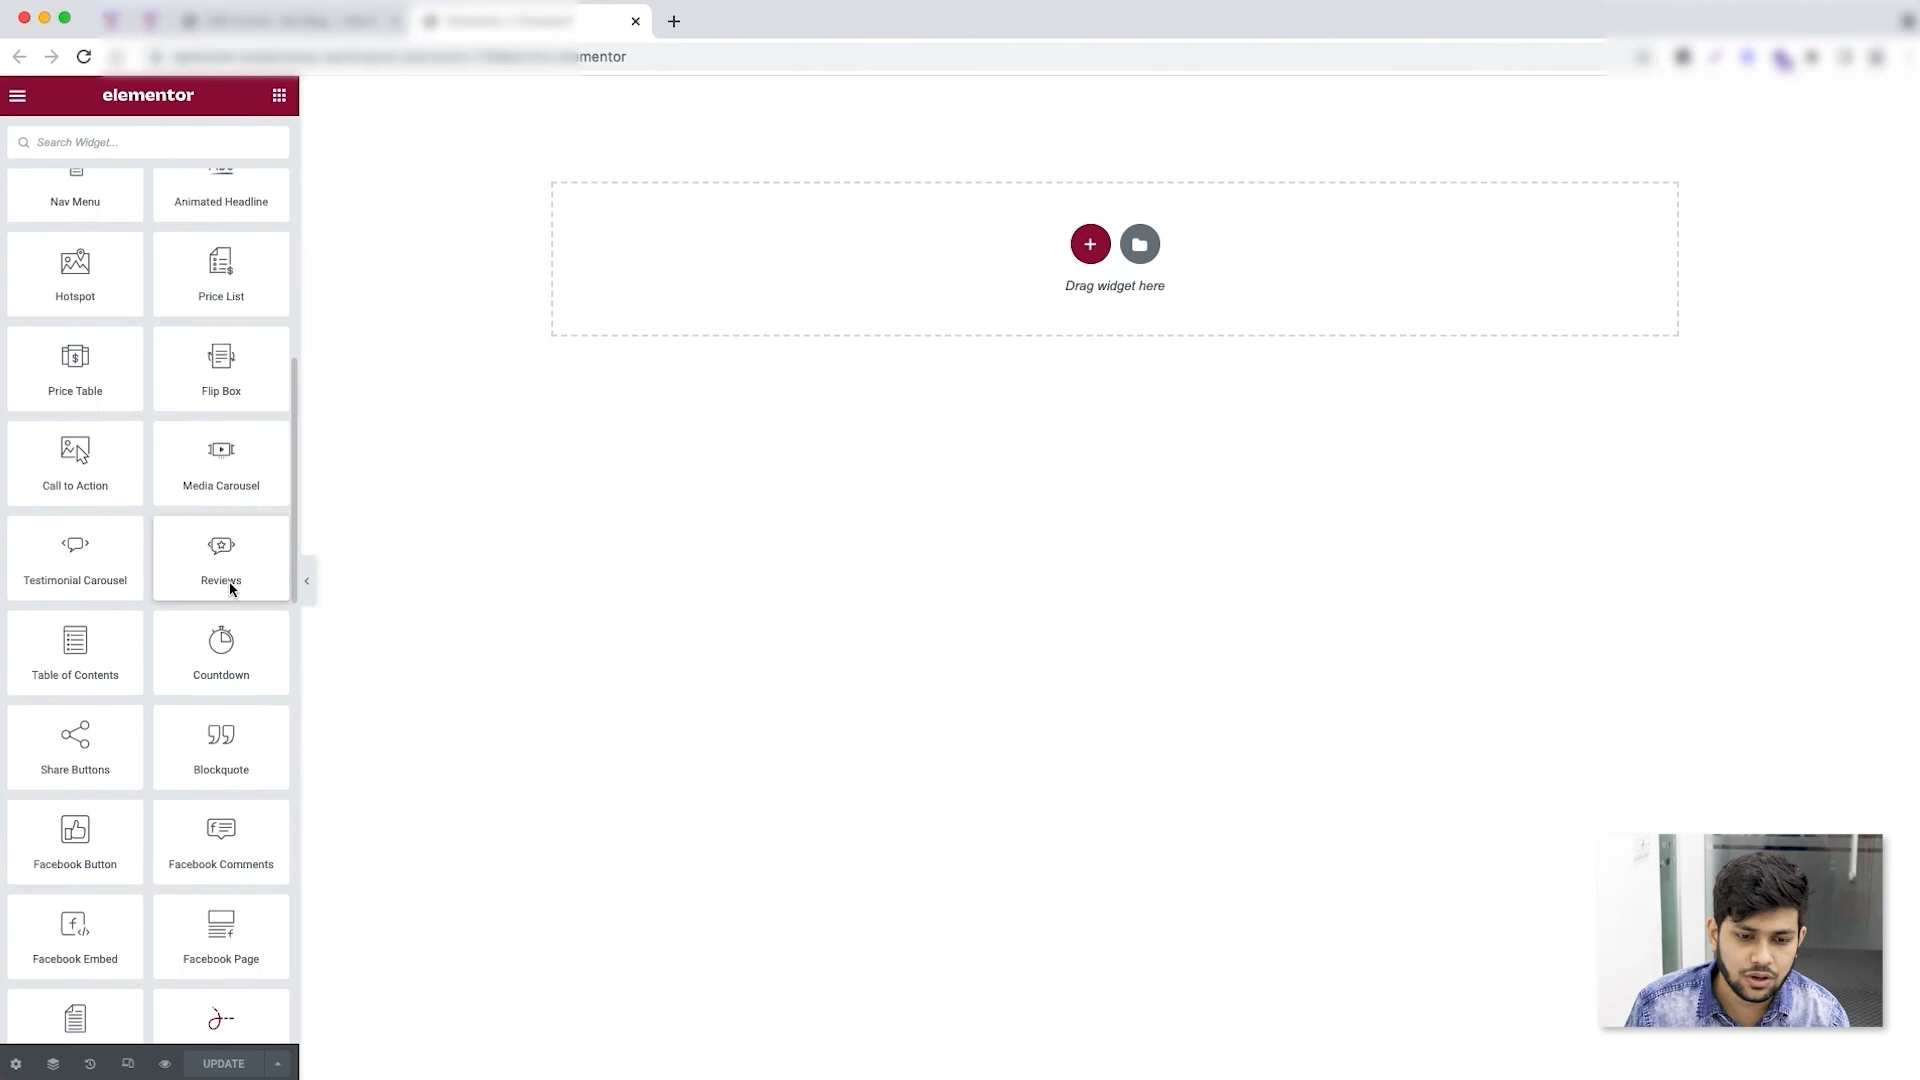 ementor
elementor
Search Widget...
Nav Menu
Animated Headline
Hotspot
Price List
Price Table
Flip Box
Call to Action
Media Carousel
Testimonial Carousel
Reviews
Table of Contents
Countdown
Share Buttons
Blockquote
Facebook Button
Facebook Comments
Facebook Embed
Facebook Page
UPDATE
Drag widget here